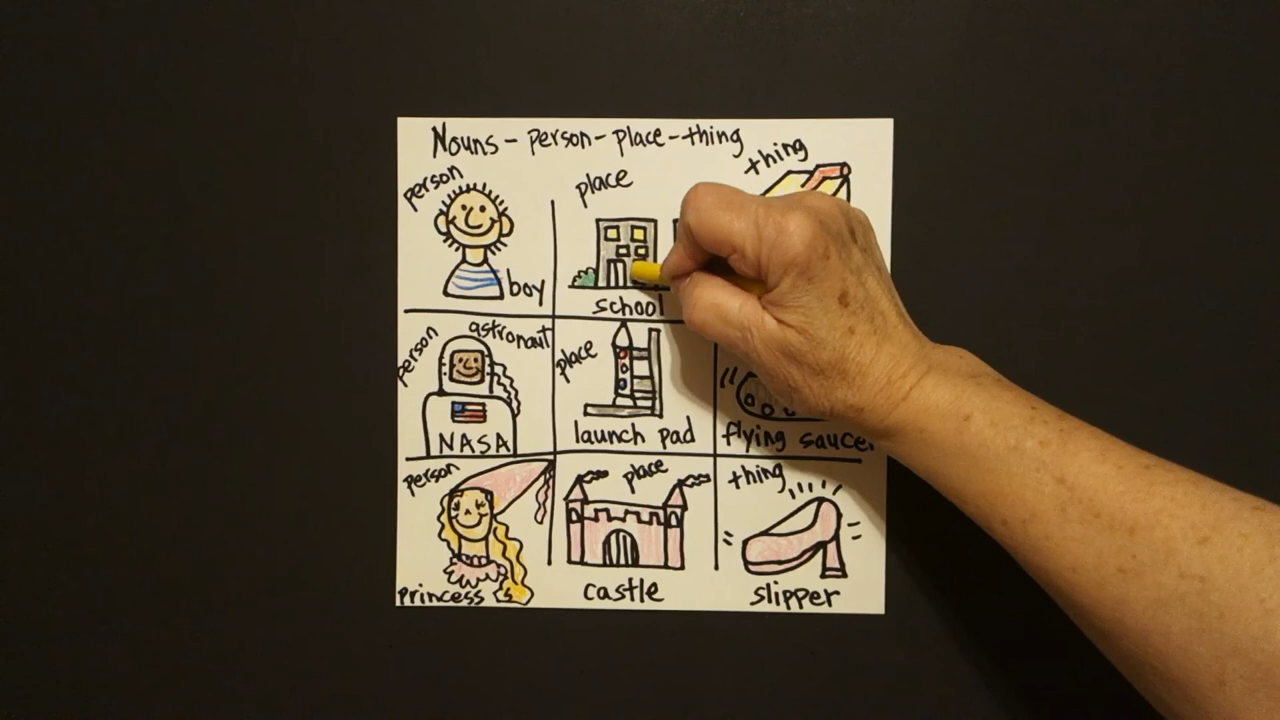 Nouns - person - place - thing
person
place
thing
boy
school
person
astronaut
place
NASA
launch pad
flying saucer
person
place
thing
princess
castle
slipper